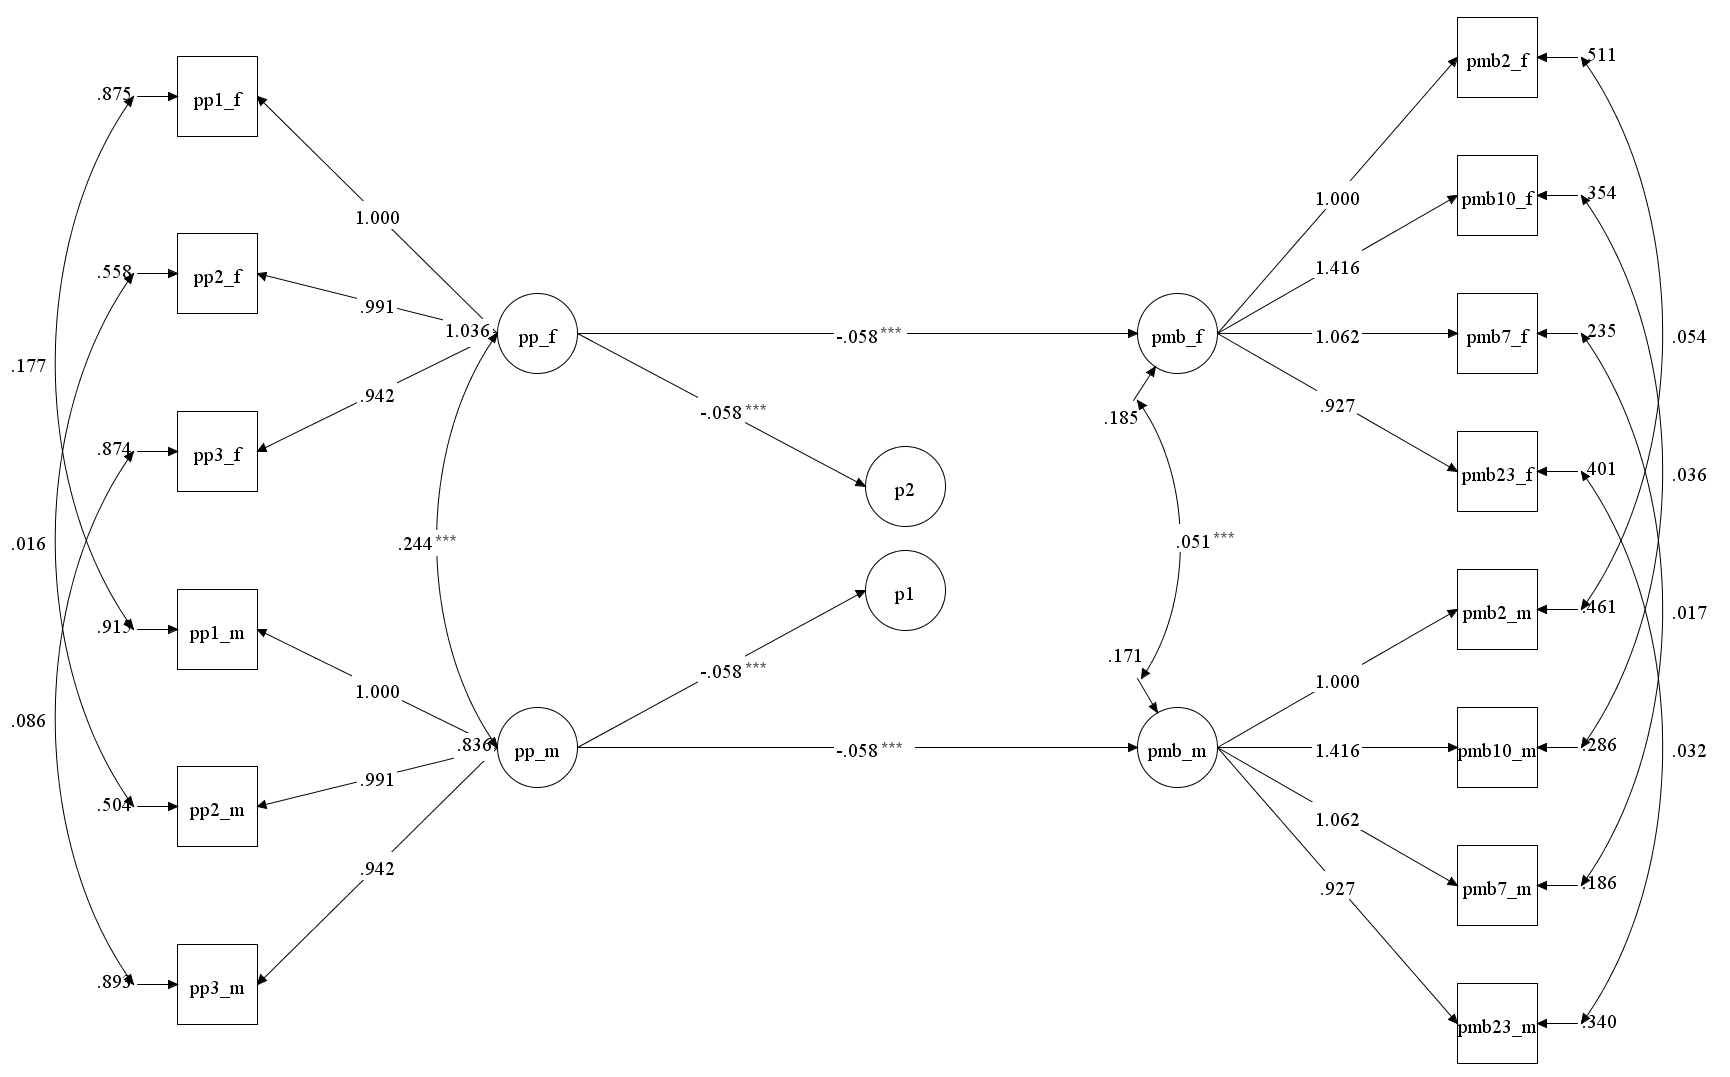 .511
pmb2_f
.875
pp1_f
.354
pmb10_f
1.000
1.000
.558
pp2_f
1.416
.991
1.036
pp_f
-.058***
pmb_f
1.062
pmb7_f
.235
.054
.177
.942
-.058***
.185
.927
.874
pp3_f
pmb23_f
.401
.036
p2
.016
.244***
.051***
p1
pmb2_m
.461
.017
.915
pp1_m
.171
-.058***
1.000
1.000
.086
.836
pp_m
-.058***
pmb_m
1.416
pmb10_m
.286
.032
.991
.504
pp2_m
1.062
.942
.927
pmb7_m
.186
pp3_m
pmb23_m
.340